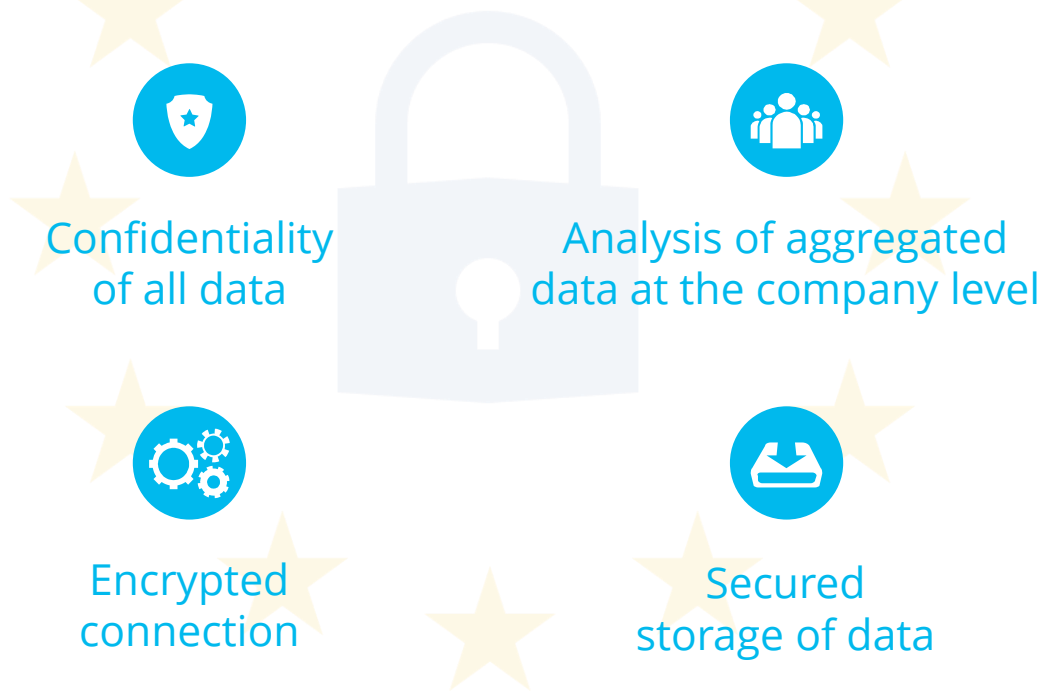 Confidentiality
of all data
Analysis of aggregated
data at the company level
Encrypted
connection
Secured
storage of data